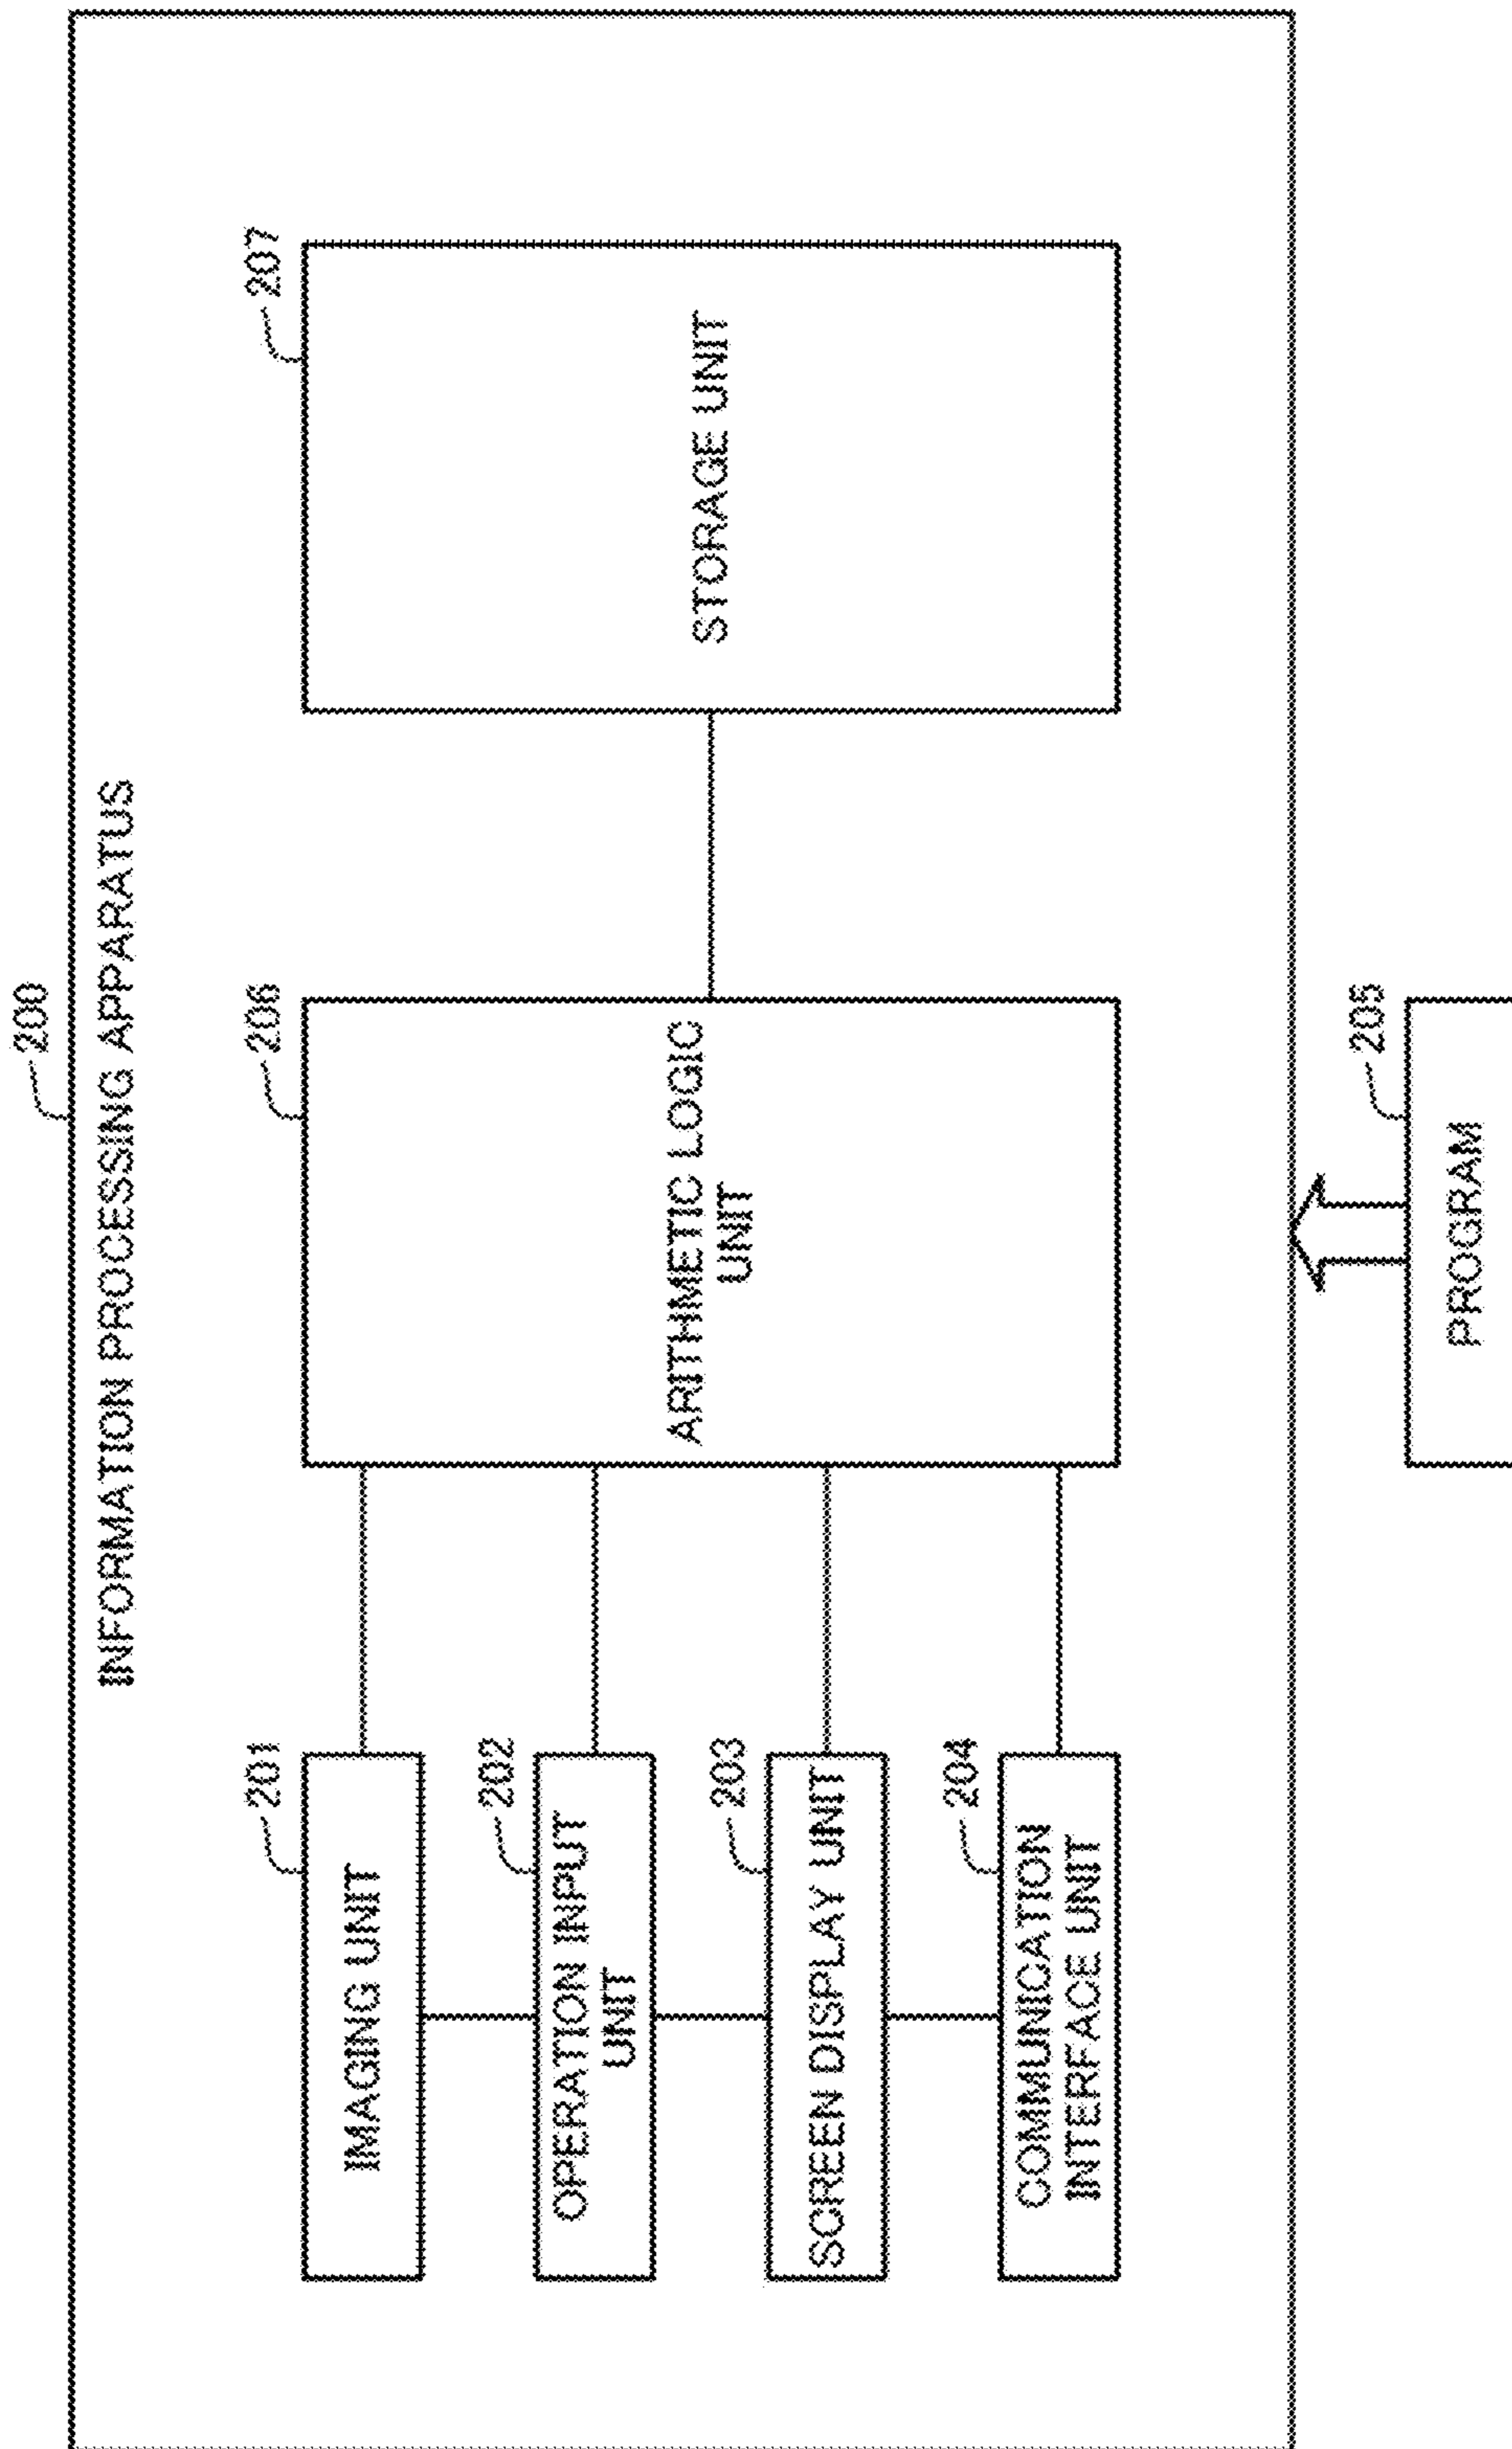 200
INFORMATION PROCESSING APPARATUS
201
IMAGING UNIT
202
OPERATION INPUT
UNIT
203
SCREEN DISPLAY UNIT
204
COMMUNICATION
INTERFACE UNIT
206
ARITHMETIC LOGIC
UNIT
207
STORAGE UNIT
205
PROGRAM